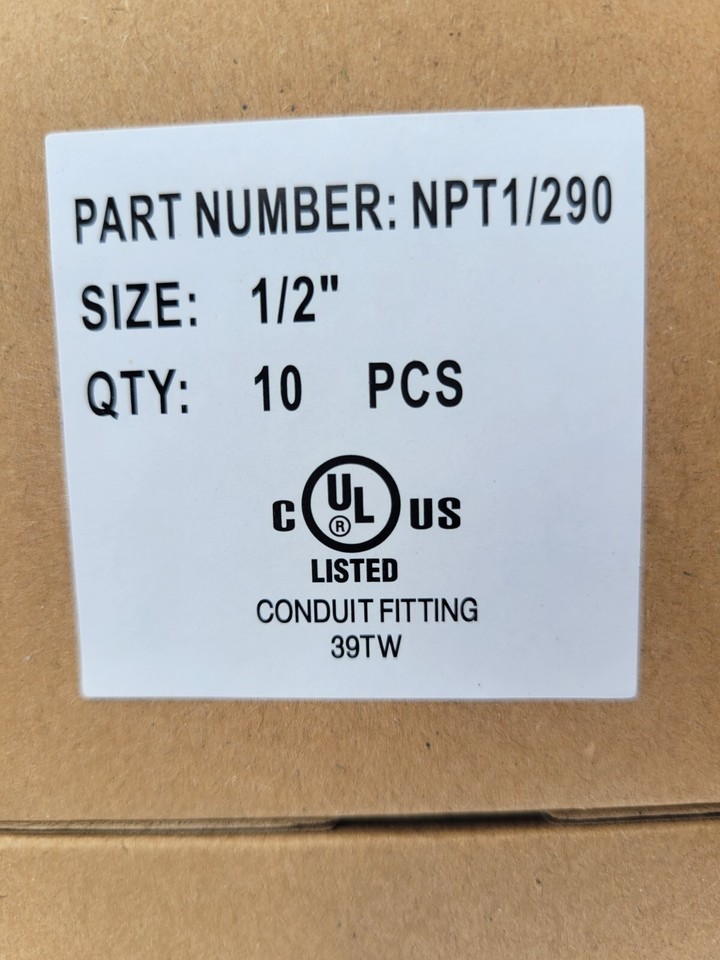 PART NUMBER: NPT1/290
SIZE: 1/2"
QTY: 10 PCS
C UL® US
LISTED
CONDUIT FITTING
39TW